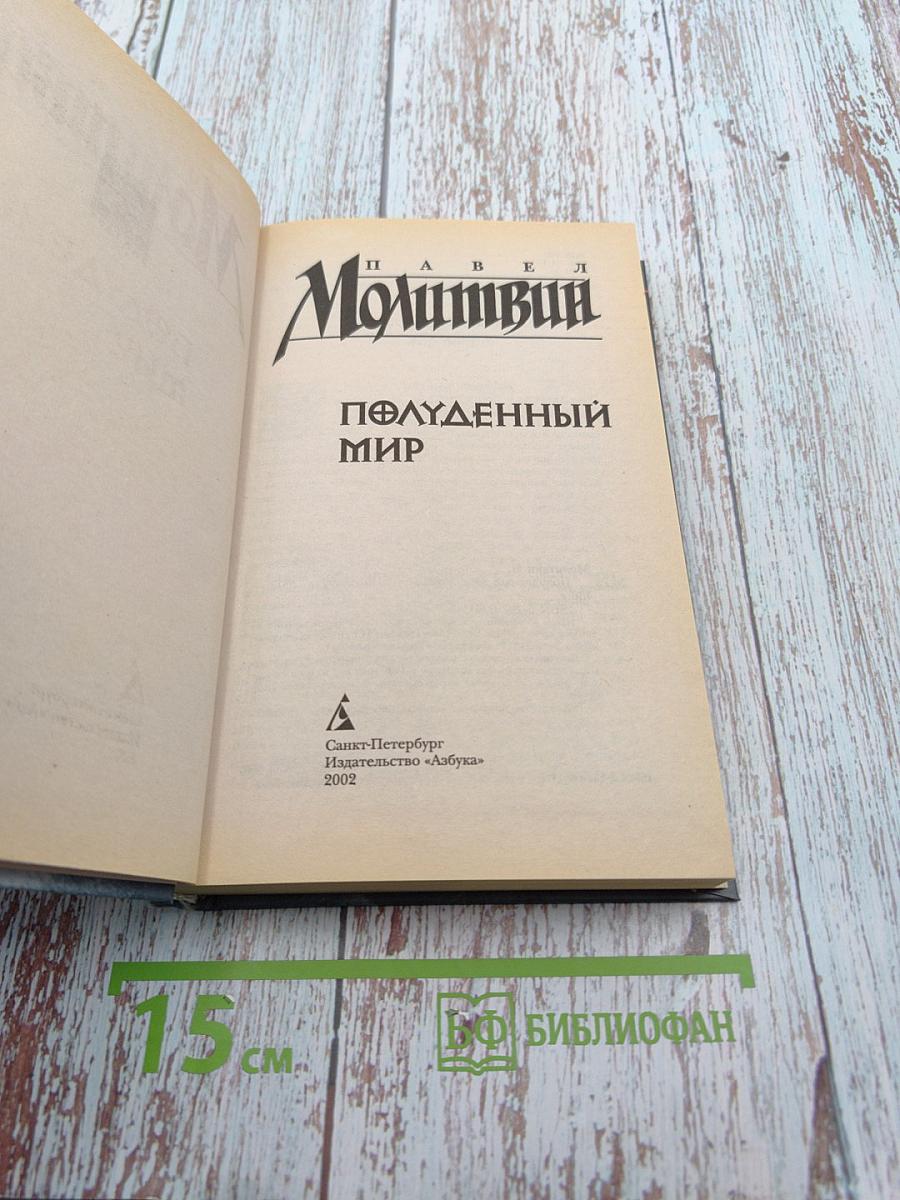 ПАВЕЛ
Молитвин
ПОЛУДЕННЫЙ
МИР
Санкт-Петербург
Издательство «Азбука»
2002
15 см
БФ БИБЛИОФАН